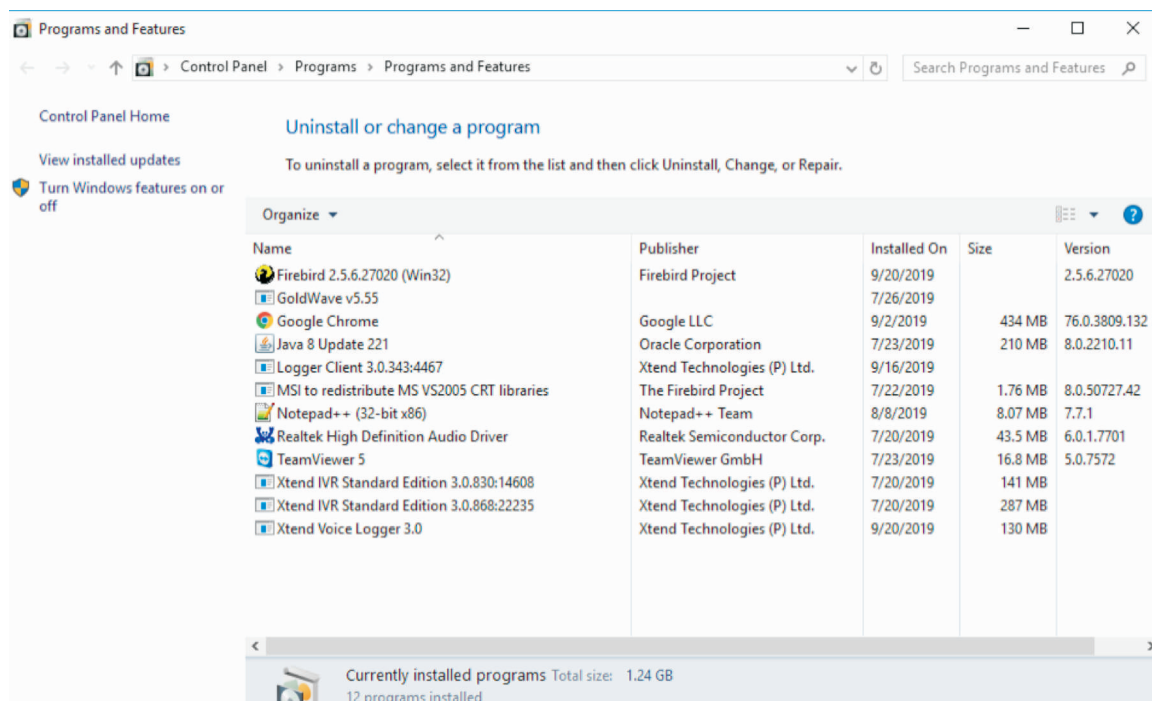 Programs and Features
Control Panel > Programs > Programs and Features
Search Programs and Features
Control Panel Home
View installed updates
Turn Windows features on or
off
Uninstall or change a program
To uninstall a program, select it from the list and then click Uninstall, Change, or Repair.
Organize
Name Publisher Installed On Size Version
Firebird 2.5.6.27020 (Win32) Firebird Project 9/20/2019 2.5.6.27020
GoldWave v5.55 7/26/2019
Google Chrome Google LLC 9/2/2019 434 MB 76.0.3809.132
Java 8 Update 221 Oracle Corporation 7/23/2019 210 MB 8.0.2210.11
Logger Client 3.0.343:4467 Xtend Technologies (P) Ltd. 9/16/2019
MSI to redistribute MS VS2005 CRT libraries The Firebird Project 7/22/2019 1.76 MB 8.0.50727.42
Notepad++ (32-bit x86) Notepad++ Team 8/8/2019 8.07 MB 7.7.1
Realtek High Definition Audio Driver Realtek Semiconductor Corp. 7/20/2019 43.5 MB 6.0.1.7701
TeamViewer 5 TeamViewer GmbH 7/23/2019 16.8 MB 5.0.7572
Xtend IVR Standard Edition 3.0.830:14608 Xtend Technologies (P) Ltd. 7/20/2019 141 MB
Xtend IVR Standard Edition 3.0.868:22235 Xtend Technologies (P) Ltd. 7/20/2019 287 MB
Xtend Voice Logger 3.0 Xtend Technologies (P) Ltd. 9/20/2019 130 MB
Currently installed programs Total size: 1.24 GB
12 programs installed